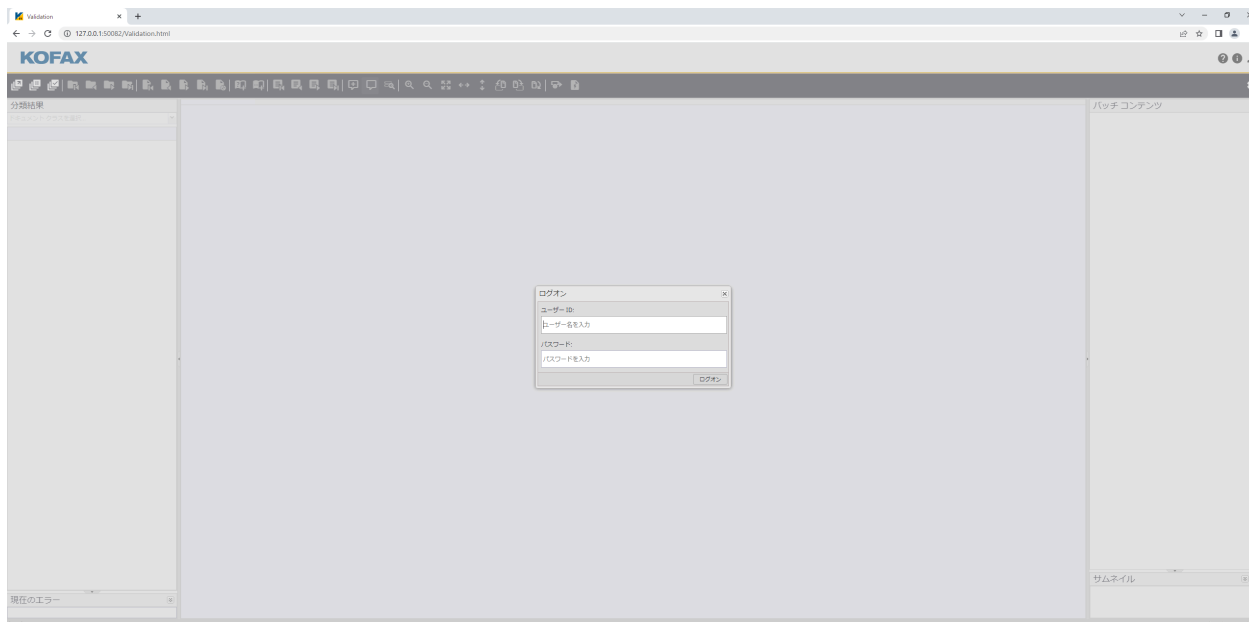 Validation
127.0.0.1:50082/Validation.html
KOFAX
分類結果
バッチ コンテンツ
ログオン
ユーザー ID:
ユーザー名を入力
パスワード:
パスワードを入力
ログオン
サムネイル
現在のエラー